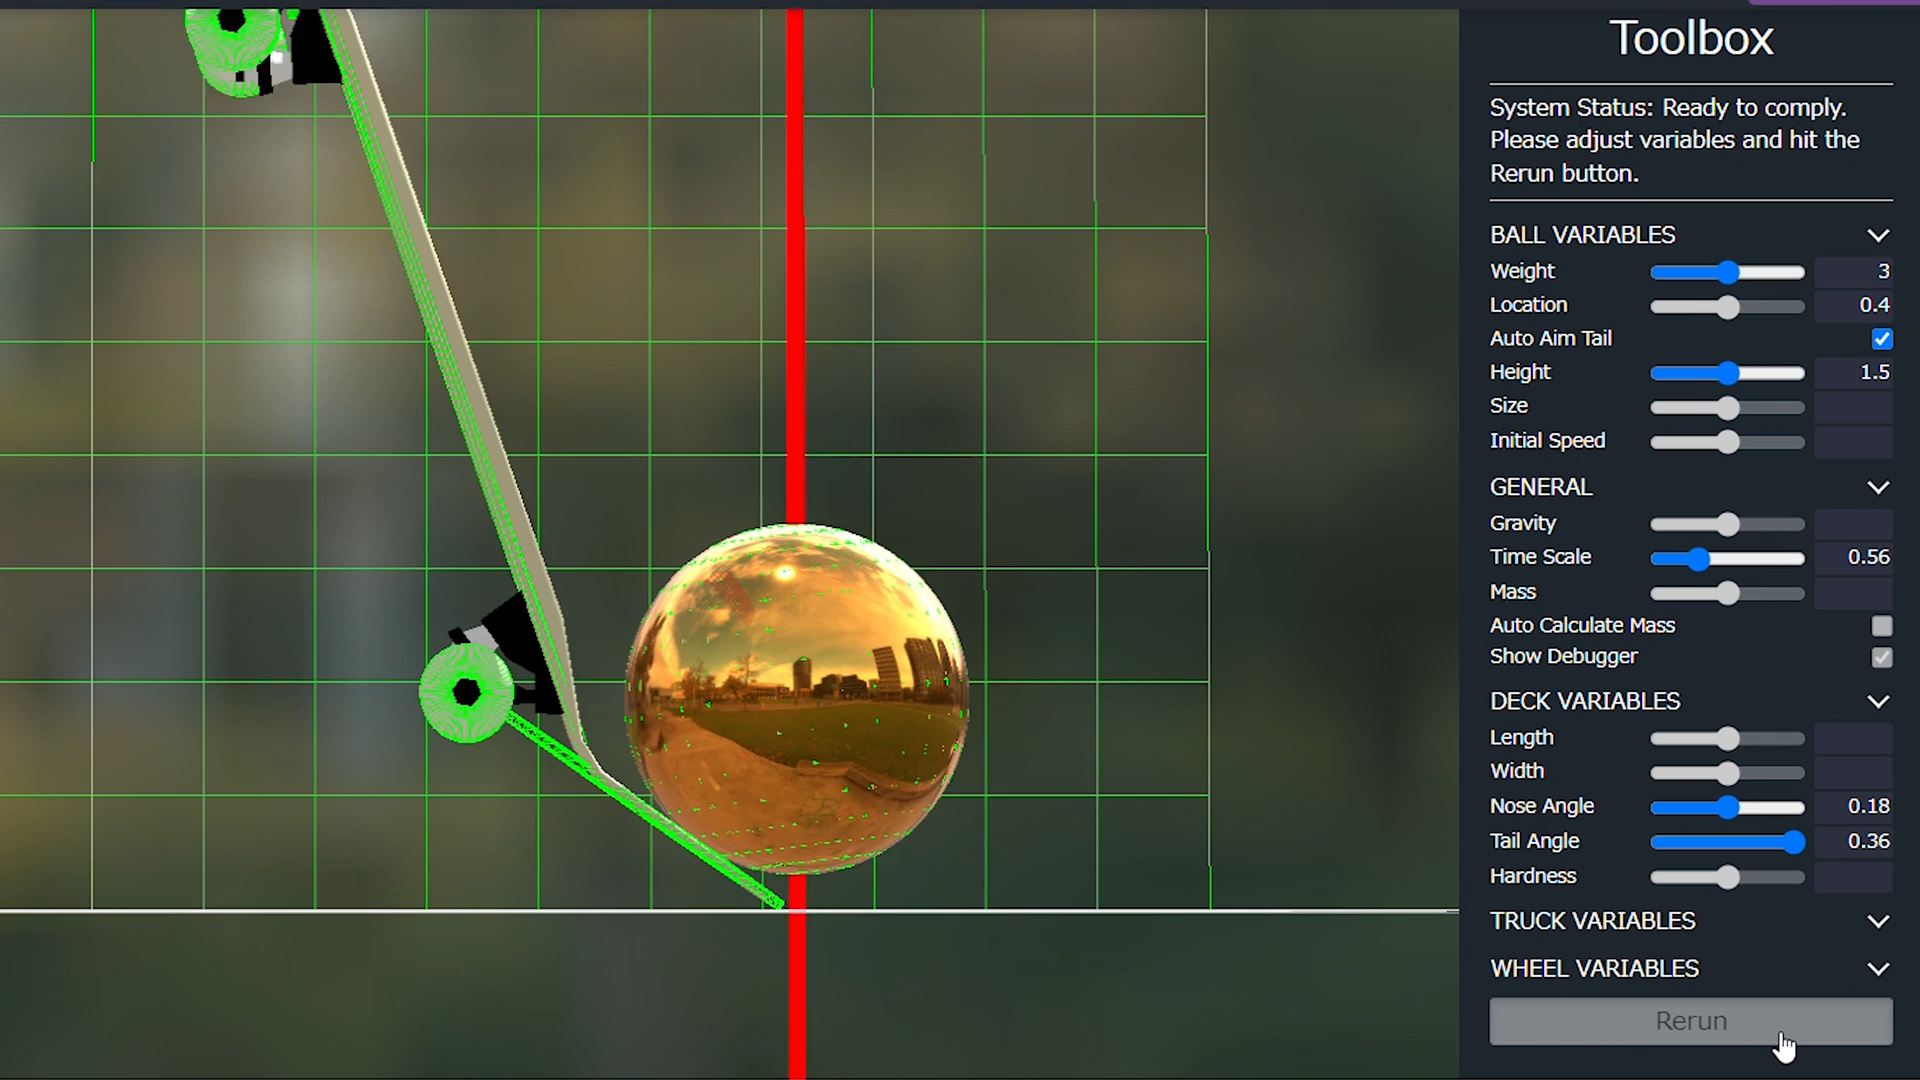 Toolbox
System Status: Ready to comply.
Please adjust variables and hit the
Rerun button.
BALL VARIABLES
Weight 3
Location 0.4
Auto Aim Tail
Height 1.5
Size
Initial Speed
GENERAL
Gravity
Time Scale 0.56
Mass
Auto Calculate Mass
Show Debugger
DECK VARIABLES
Length
Width
Nose Angle 0.18
Tail Angle 0.36
Hardness
TRUCK VARIABLES
WHEEL VARIABLES
Rerun